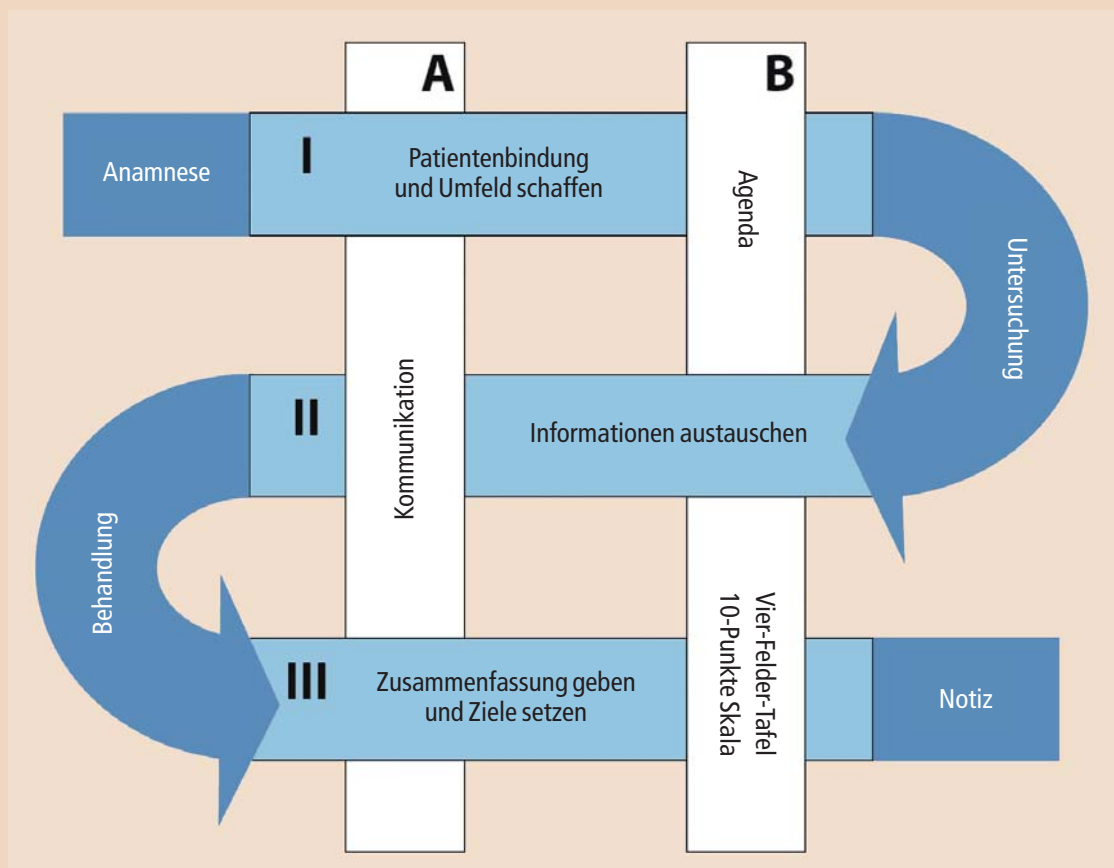 A
B
Anamnese
I
Patientenbindung
und Umfeld schaffen
Agenda
Untersuchung
II
Kommunikation
Informationen austauschen
Behandlung
III
Zusammenfassung geben
und Ziele setzen
Vier-Felder-Tafel
10-Punkte Skala
Notiz